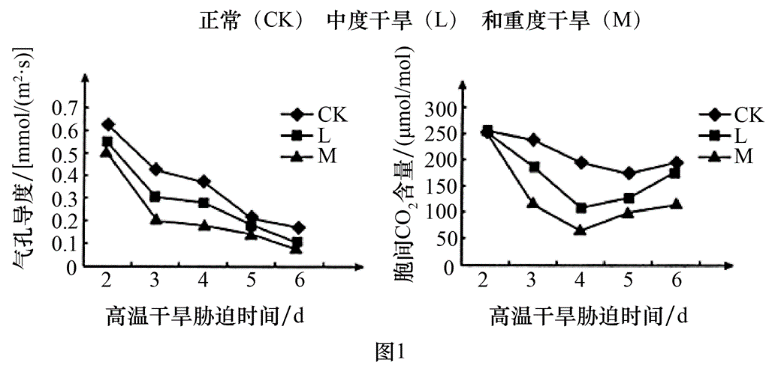 正常（CK） 中度干旱（L） 和重度干旱（M）
气孔导度/[mmol/(m²·s)]
0.7
0.6
0.5
0.4
0.3
0.2
0.1
0
2 3 4 5 6
高温干旱胁迫时间/d
CK
L
M
胞间CO₂含量/(μmol/mol)
300
250
200
150
100
50
0
2 3 4 5 6
高温干旱胁迫时间/d
CK
L
M
图1